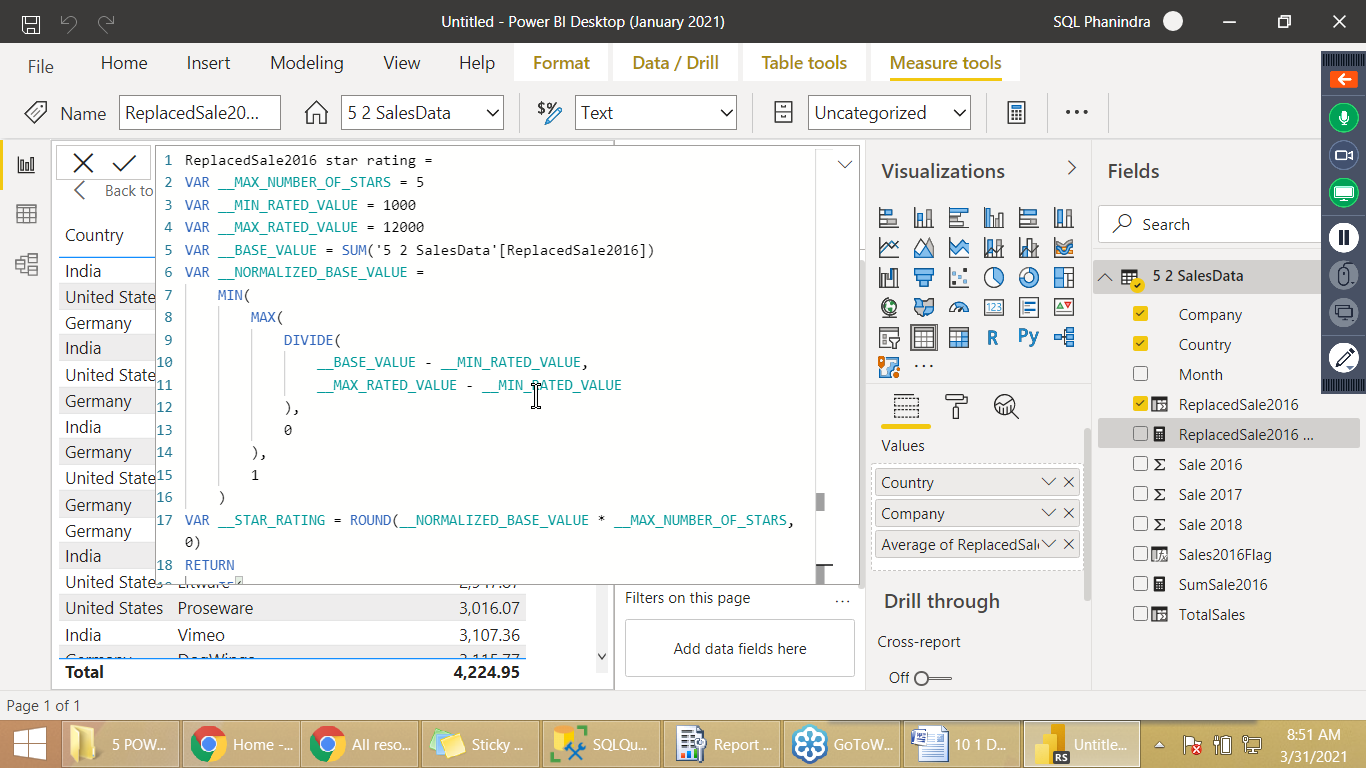 Untitled - Power BI Desktop (January 2021)
SQL Phanindra
File
Home
Insert
Modeling
View
Help
Format
Data / Drill
Table tools
Measure tools
Name
ReplacedSale20...
5 2 SalesData
Text
Uncategorized
Back to
Country
India
United State
Germany
India
United State
Germany
India
Germany
United State
Germany
Germany
India
United States
United States Proseware 3,016.07
India Vimeo 3,107.36
Total 4,224.95
1 ReplacedSale2016 star rating =
2 VAR __MAX_NUMBER_OF_STARS = 5
3 VAR __MIN_RATED_VALUE = 1000
4 VAR __MAX_RATED_VALUE = 12000
5 VAR __BASE_VALUE = SUM('5 2 SalesData'[ReplacedSale2016])
6 VAR __NORMALIZED_BASE_VALUE =
7 MIN(
8 MAX(
9 DIVIDE(
10 __BASE_VALUE - __MIN_RATED_VALUE,
11 __MAX_RATED_VALUE - __MIN_RATED_VALUE
12 ),
13 0
14 ),
15 1
16 )
17 VAR __STAR_RATING = ROUND(__NORMALIZED_BASE_VALUE * __MAX_NUMBER_OF_STARS,
0)
18 RETURN
Filters on this page ...
Add data fields here
Visualizations
123
R
Py
...
Values
Country
Company
Average of ReplacedSal
Drill through
Cross-report
Off
Fields
Search
5 2 SalesData
Company
Country
Month
ReplacedSale2016
ReplacedSale2016 ...
Σ Sale 2016
Σ Sale 2017
Σ Sale 2018
Sales2016Flag
SumSale2016
TotalSales
Page 1 of 1
5 POW...
Home -...
All reso...
Sticky ...
SQLQu...
Report ...
GoToW...
10 1 D...
RS
Untitle...
8:51 AM
3/31/2021